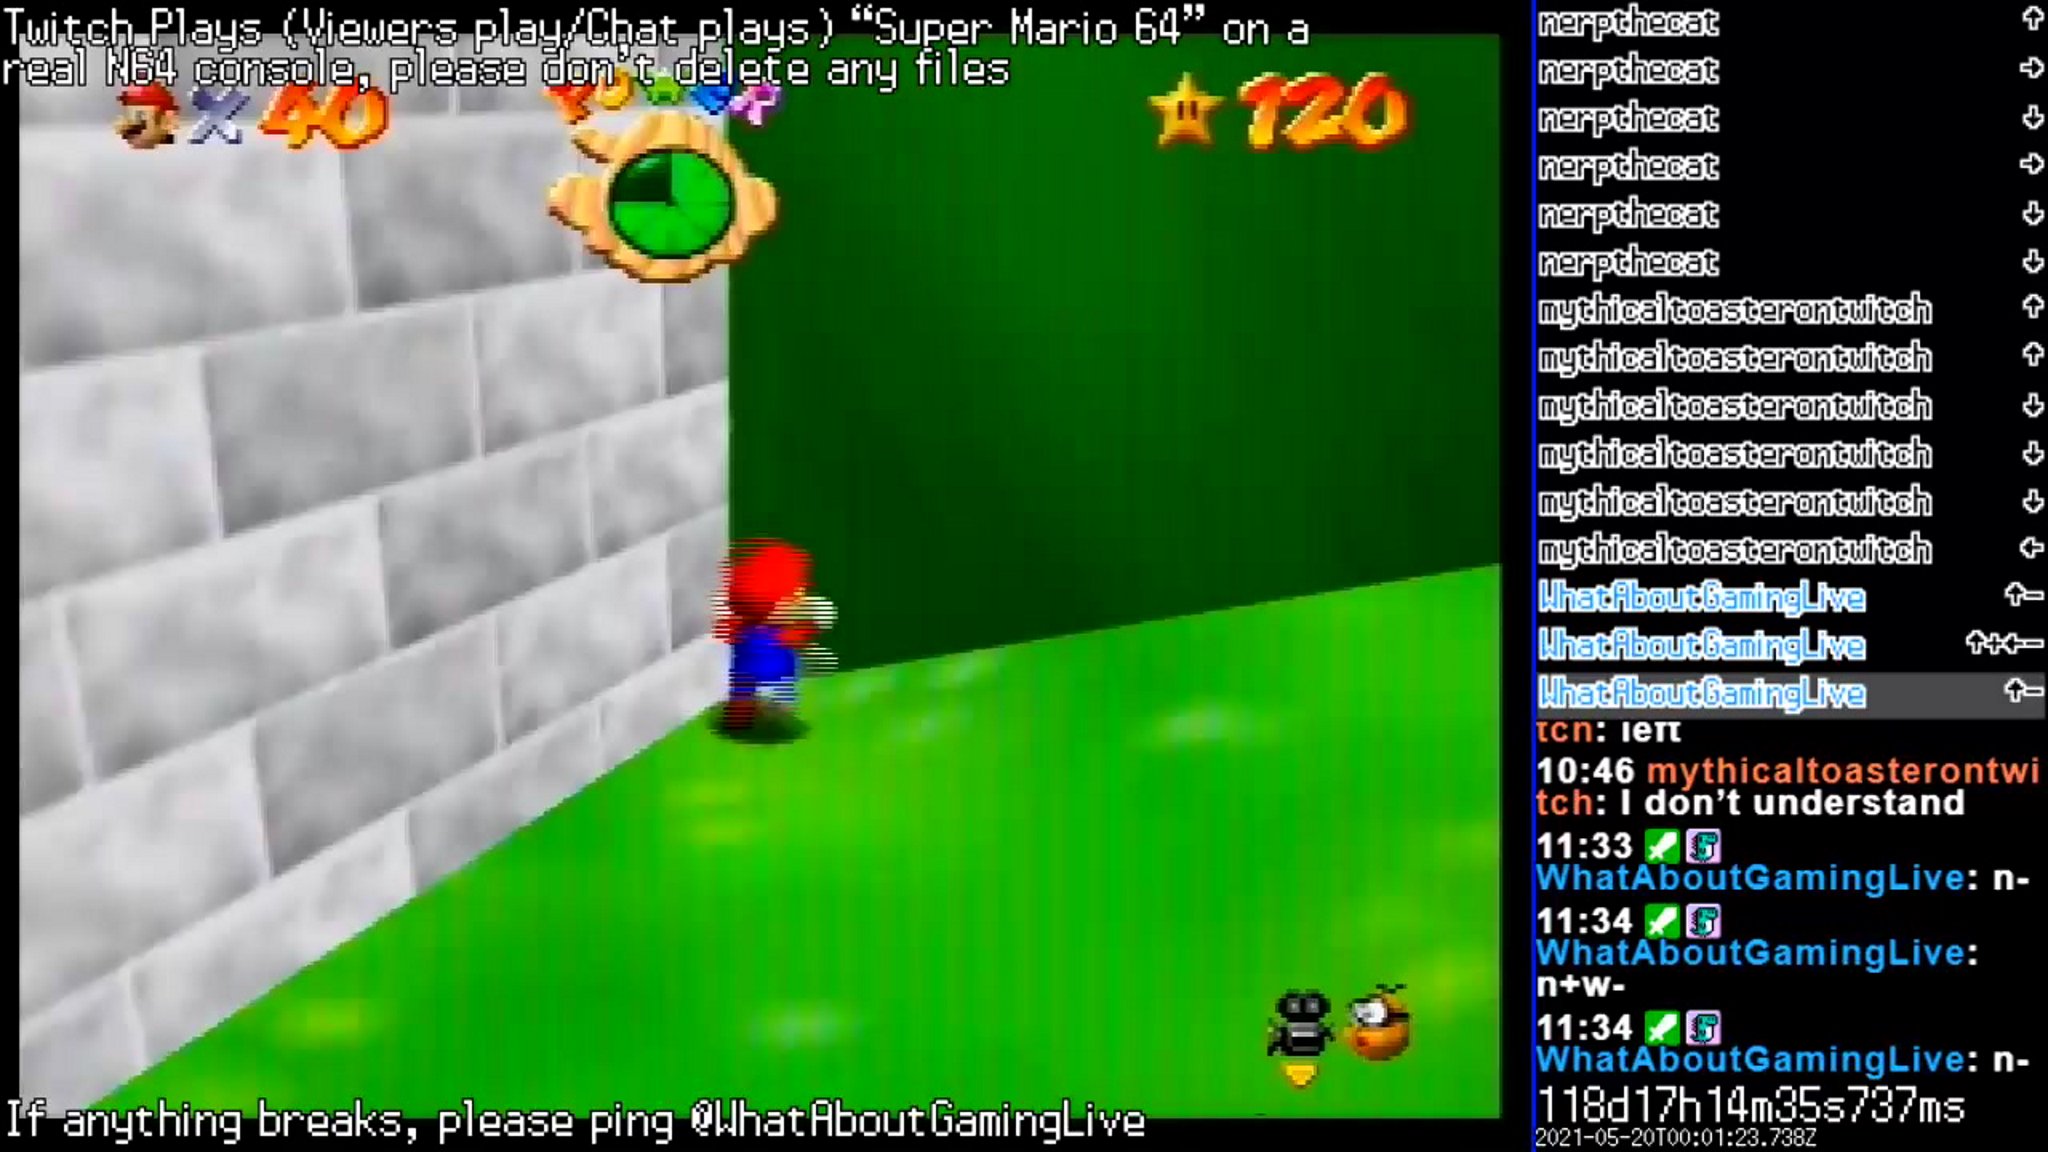 Twitch Plays (Viewers play/Chat plays) “Super Mario 64” on a
real N64 console, please don't delete any files
40
POWER
120
nerpthecat ↑
nerpthecat →
nerpthecat ↓
nerpthecat →
nerpthecat ↓
nerpthecat ↓
mythicaltoasterontwitch ↑
mythicaltoasterontwitch ↑
mythicaltoasterontwitch ↓
mythicaltoasterontwitch ↓
mythicaltoasterontwitch ↓
mythicaltoasterontwitch ←
WhatAboutGamingLive ↑-
WhatAboutGamingLive ↑+←-
WhatAboutGamingLive ↑-
tch: left
10:46 mythicaltoasterontwi
tch: I don't understand
11:33
WhatAboutGamingLive: n-
11:34
WhatAboutGamingLive:
n+w-
11:34
WhatAboutGamingLive: n-
118d17h14m35s737ms
2021-05-20T00:01:23.738Z
If anything breaks, please ping @WhatAboutGamingLive